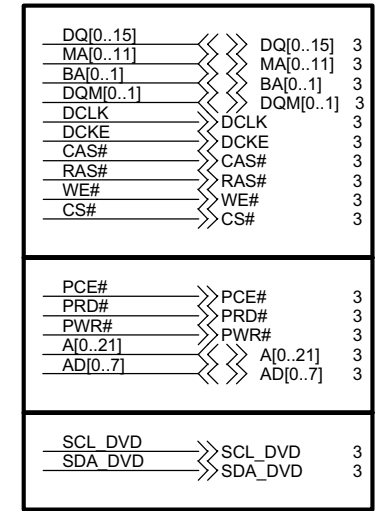 DQ[0..15] DQ[0..15] 3
MA[0..11] MA[0..11] 3
BA[0..1] BA[0..1] 3
DQM[0..1] DQM[0..1] 3
DCLK DCLK 3
DCKE DCKE 3
CAS# CAS# 3
RAS# RAS# 3
WE# WE# 3
CS# CS# 3
PCE# PCE# 3
PRD# PRD# 3
PWR# PWR# 3
A[0..21] A[0..21] 3
AD[0..7] AD[0..7] 3
SCL_DVD SCL_DVD 3
SDA_DVD SDA_DVD 3